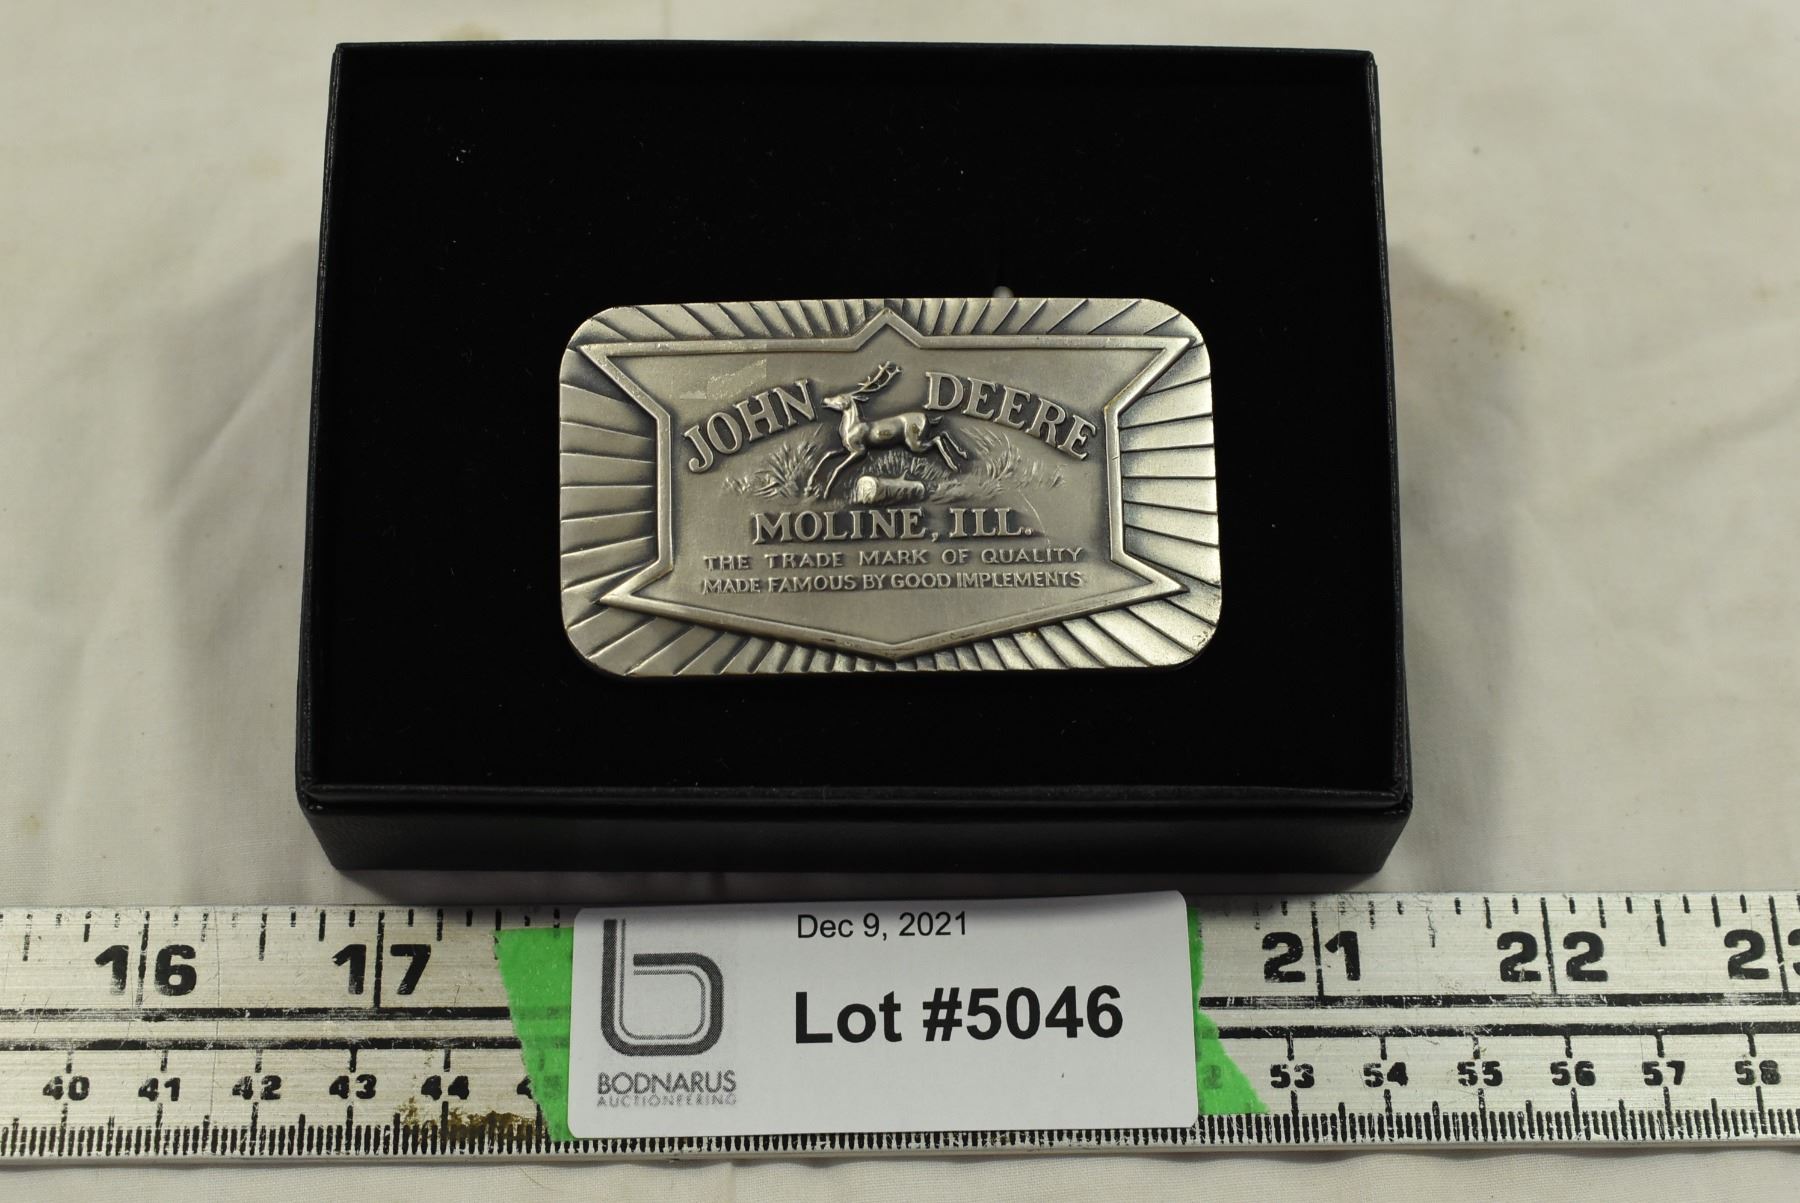 JOHN DEERE
MOLINE, ILL.
THE TRADE MARK OF QUALITY
MADE FAMOUS BY GOOD IMPLEMENTS
Dec 9, 2021
Lot #5046
BODNARUS
AUCTIONEERING
16 17 21 22
40 41 42 43 44 53 54 55 56 57 58